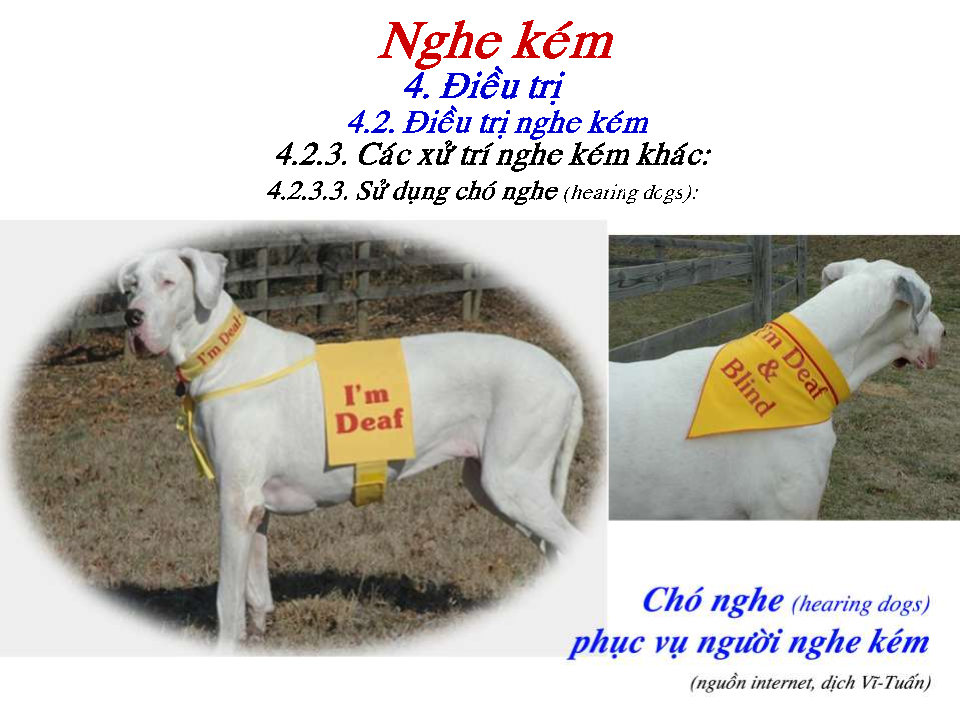 Nghe kém
4. Điều trị
4.2. Điều trị nghe kém
4.2.3. Các xử trí nghe kém khác:
4.2.3.3. Sử dụng chó nghe (hearing dogs):
I'm Deaf
I'm
Deaf
I'm Deaf
&
Blind
Chó nghe (hearing dogs)
phục vụ người nghe kém
(nguồn internet, dịch Vĩ-Tuấn)